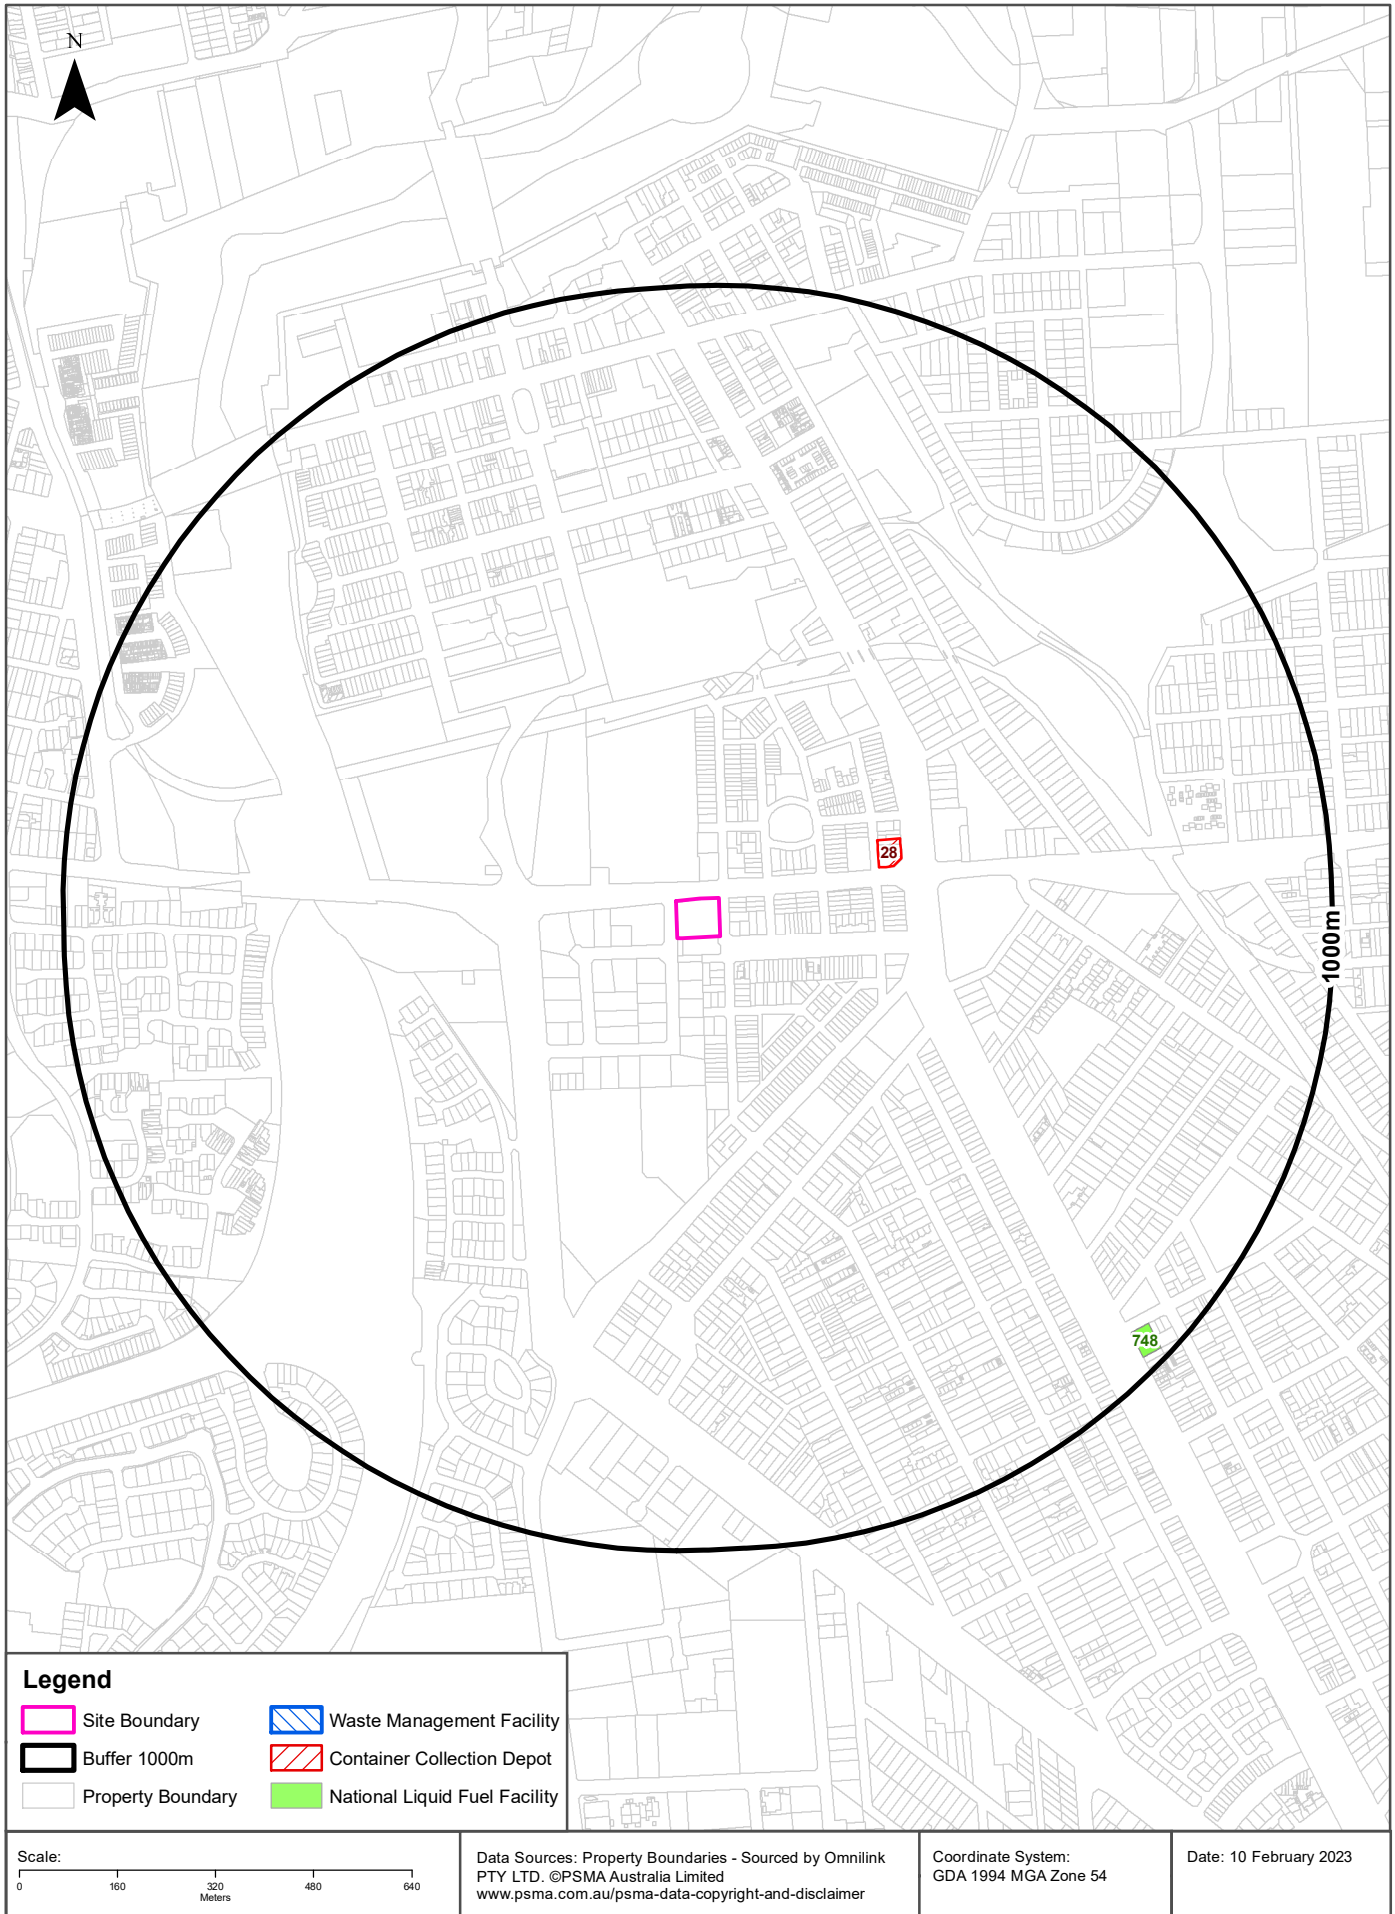 N
28
1000m
748
Legend
Site Boundary
Waste Management Facility
Buffer 1000m
Container Collection Depot
Property Boundary
National Liquid Fuel Facility
Scale:
0 160 320 480 640
Meters
Data Sources: Property Boundaries - Sourced by Omnilink
PTY LTD. ©PSMA Australia Limited
www.psma.com.au/psma-data-copyright-and-disclaimer
Coordinate System:
GDA 1994 MGA Zone 54
Date: 10 February 2023